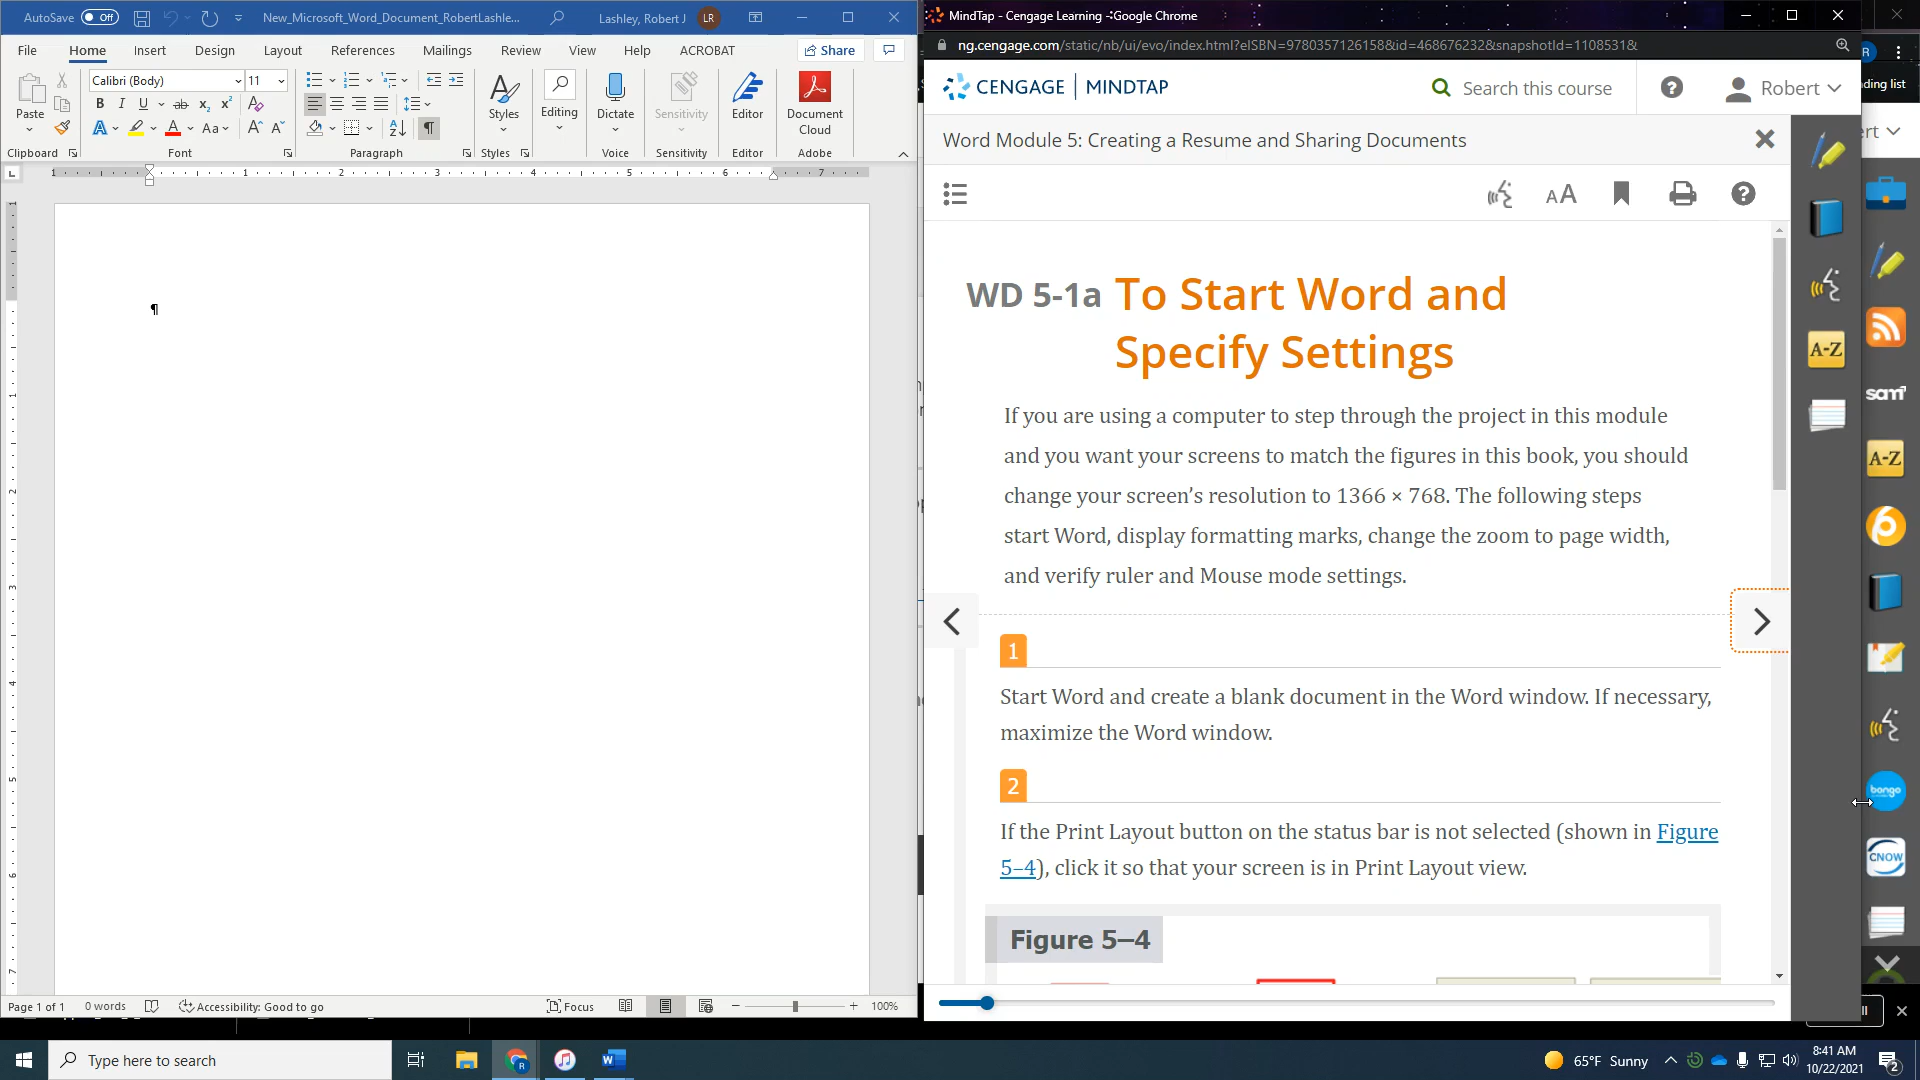 AutoSave Off New_Microsoft_Word_Document_RobertLashle... Lashley, Robert J LR
File Home Insert Design Layout References Mailings Review View Help ACROBAT Share
Calibri (Body) 11
Paste Styles Editing Dictate Sensitivity Editor Document Cloud
Clipboard Font Paragraph Styles Voice Sensitivity Editor Adobe
¶
Page 1 of 1 0 words Accessibility: Good to go Focus 100%
MindTap - Cengage Learning - Google Chrome
ng.cengage.com/static/nb/ui/evo/index.html?eISBN=9780357126158&id=468676232&snapshotId=1108531&
CENGAGE | MINDTAP Search this course Robert
Word Module 5: Creating a Resume and Sharing Documents
AA
WD 5-1a To Start Word and
Specify Settings
If you are using a computer to step through the project in this module
and you want your screens to match the figures in this book, you should
change your screen’s resolution to 1366 × 768. The following steps
start Word, display formatting marks, change the zoom to page width,
and verify ruler and Mouse mode settings.
1
Start Word and create a blank document in the Word window. If necessary,
maximize the Word window.
2
If the Print Layout button on the status bar is not selected (shown in Figure
5–4), click it so that your screen is in Print Layout view.
Figure 5–4
A-Z
ding list
ert
sam
A-Z
bongo
CNOW
Type here to search
65°F Sunny
8:41 AM
10/22/2021
2